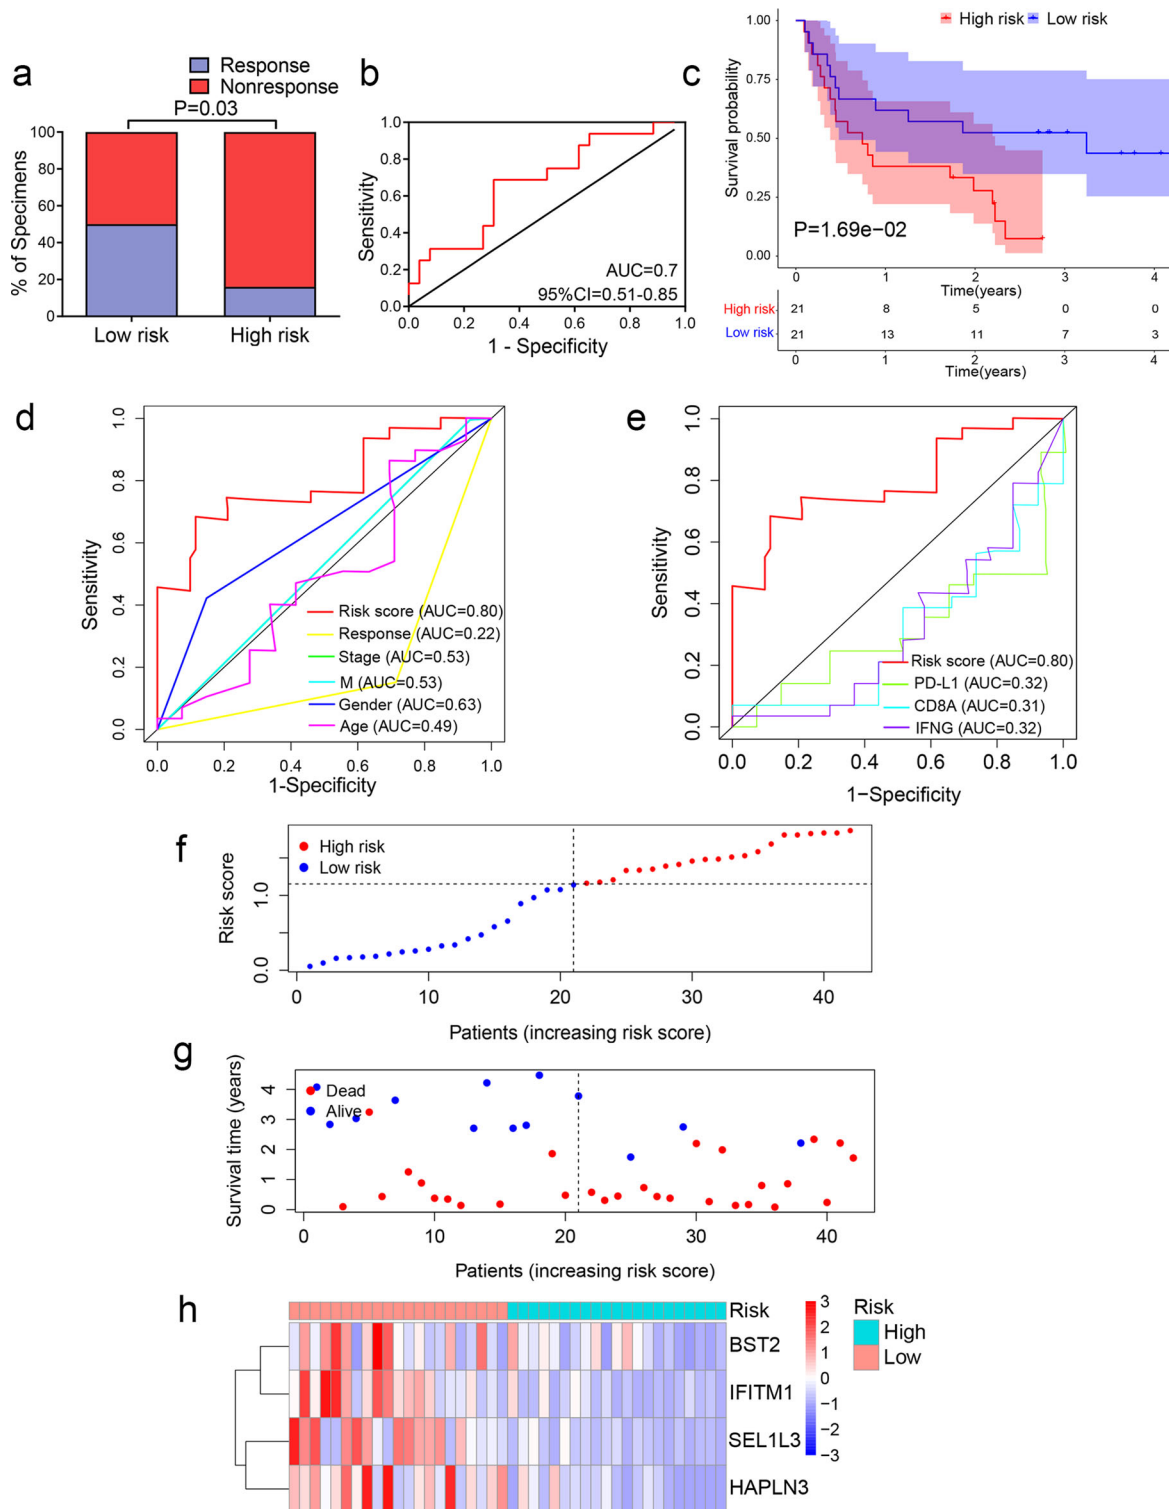 a
Response
Nonresponse
P=0.03
% of Specimens
100
80
60
40
20
0
Low risk
High risk
b
Sensitivity
1.0
0.8
0.6
0.4
0.2
0.0
AUC=0.7
95%CI=0.51-0.85
0.0 0.2 0.4 0.6 0.8 1.0
1 - Specificity
c
High risk
Low risk
Survival probability
1.00
0.75
0.50
0.25
0.00
P=1.69e−02
0 1 2 3 4
Time(years)
High risk 21 8 5 0 0
Low risk 21 13 11 7 3
0 1 2 3 4
Time(years)
d
Sensitivity
1.0
0.8
0.6
0.4
0.2
0.0
Risk score (AUC=0.80)
Response (AUC=0.22)
Stage (AUC=0.53)
M (AUC=0.53)
Gender (AUC=0.63)
Age (AUC=0.49)
0.0 0.2 0.4 0.6 0.8 1.0
1-Specificity
e
Sensitivity
1.0
0.8
0.6
0.4
0.2
0.0
Risk score (AUC=0.80)
PD-L1 (AUC=0.32)
CD8A (AUC=0.31)
IFNG (AUC=0.32)
0.0 0.2 0.4 0.6 0.8 1.0
1−Specificity
f
High risk
Low risk
Risk score
1.0
0.0
0 10 20 30 40
Patients (increasing risk score)
g
Survival time (years)
4
3
2
1
0
Dead
Alive
0 10 20 30 40
Patients (increasing risk score)
h
Risk
BST2
IFITM1
SEL1L3
HAPLN3
3
2
1
0
−1
−2
−3
Risk
High
Low